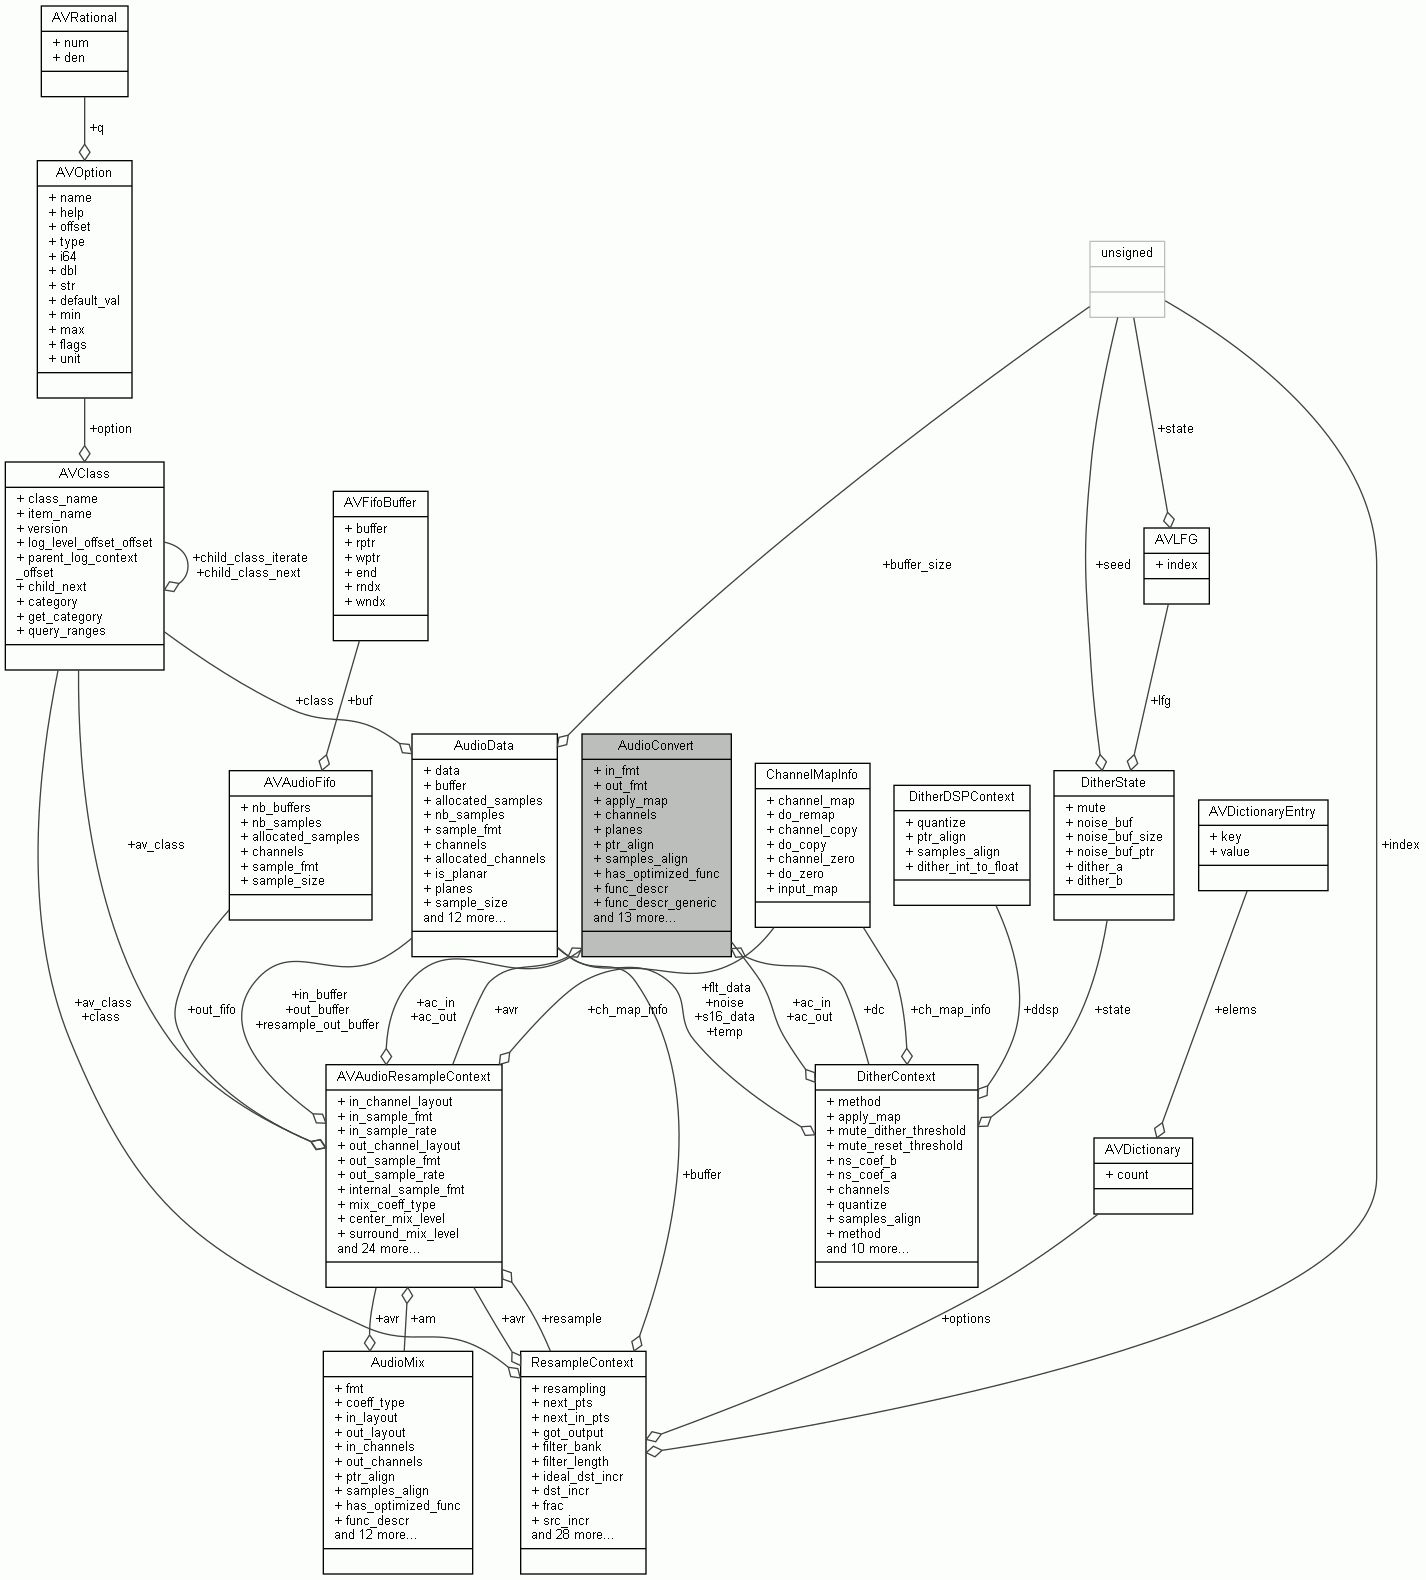 AVRational
+ num
+ den
+q
AVOption
+ name
+ help
+ offset
+ type
+ i64
+ dbl
+ str
+ default_val
+ min
+ max
+ flags
+ unit
unsigned
+option
+state
AVClass
+ class_name
+ item_name
+ version
+ log_level_offset_offset
+ parent_log_context
_offset
+ child_next
+ category
+ get_category
+ query_ranges
+child_class_iterate
+child_class_next
AVFifoBuffer
+ buffer
+ rptr
+ wptr
+ end
+ rndx
+ wndx
+buffer_size
+seed
AVLFG
+ index
+class
+buf
+lfg
AVAudioFifo
+ nb_buffers
+ nb_samples
+ allocated_samples
+ channels
+ sample_fmt
+ sample_size
AudioData
+ data
+ buffer
+ allocated_samples
+ nb_samples
+ sample_fmt
+ channels
+ allocated_channels
+ is_planar
+ planes
+ sample_size
and 12 more...
AudioConvert
+ in_fmt
+ out_fmt
+ apply_map
+ channels
+ planes
+ ptr_align
+ samples_align
+ has_optimized_func
+ func_descr
+ func_descr_generic
and 13 more...
ChannelMapInfo
+ channel_map
+ do_remap
+ channel_copy
+ do_copy
+ channel_zero
+ do_zero
+ input_map
DitherDSPContext
+ quantize
+ ptr_align
+ samples_align
+ dither_int_to_float
DitherState
+ mute
+ noise_buf
+ noise_buf_size
+ noise_buf_ptr
+ dither_a
+ dither_b
AVDictionaryEntry
+ key
+ value
+av_class
+index
+av_class
+class
+out_fifo
+in_buffer
+out_buffer
+resample_out_buffer
+ac_in
+ac_out
+avr
+ch_map_info
+flt_data
+noise
+s16_data
+temp
+ac_in
+ac_out
+dc
+ch_map_info
+ddsp
+state
+elems
AVAudioResampleContext
+ in_channel_layout
+ in_sample_fmt
+ in_sample_rate
+ out_channel_layout
+ out_sample_fmt
+ out_sample_rate
+ internal_sample_fmt
+ mix_coeff_type
+ center_mix_level
+ surround_mix_level
and 24 more...
+buffer
DitherContext
+ method
+ apply_map
+ mute_dither_threshold
+ mute_reset_threshold
+ ns_coef_b
+ ns_coef_a
+ channels
+ quantize
+ samples_align
+ method
and 10 more...
AVDictionary
+ count
+avr
+am
+avr
+resample
+options
AudioMix
+ fmt
+ coeff_type
+ in_layout
+ out_layout
+ in_channels
+ out_channels
+ ptr_align
+ samples_align
+ has_optimized_func
+ func_descr
and 12 more...
ResampleContext
+ resampling
+ next_pts
+ next_in_pts
+ got_output
+ filter_bank
+ filter_length
+ ideal_dst_incr
+ dst_incr
+ frac
+ src_incr
and 28 more...